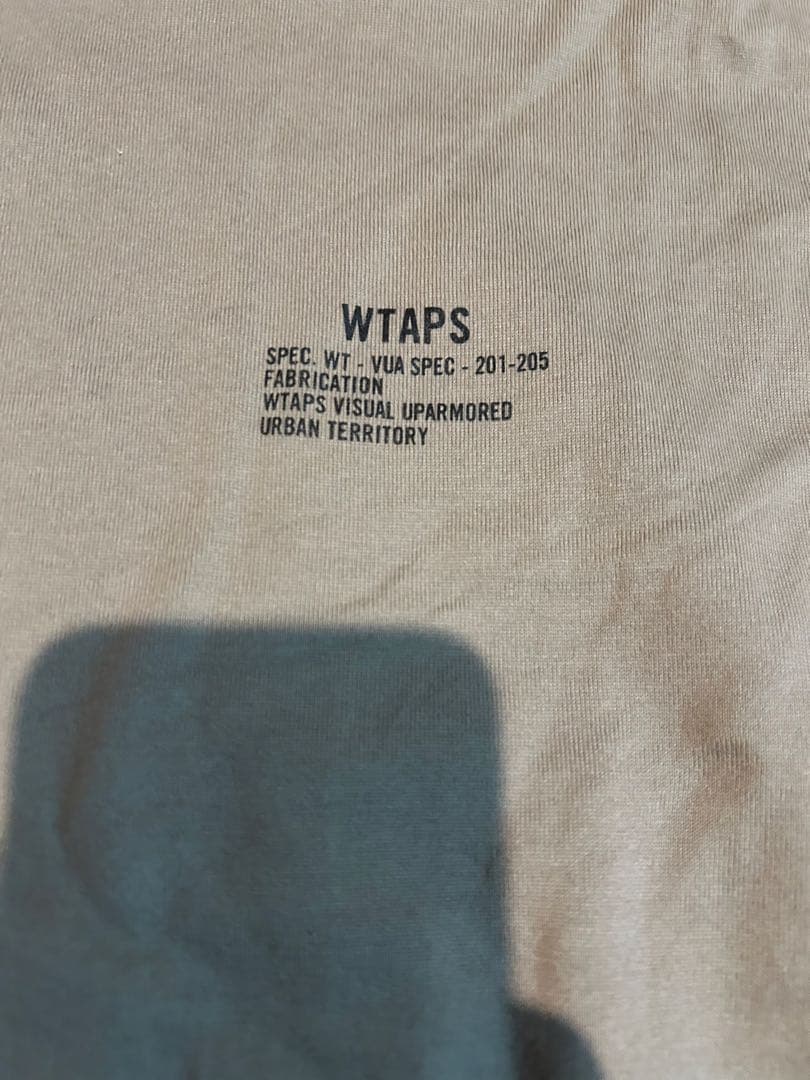 WTAPS
SPEC. WT - VUA SPEC - 201-205
FABRICATION
WTAPS VISUAL UPARMORED
URBAN TERRITORY